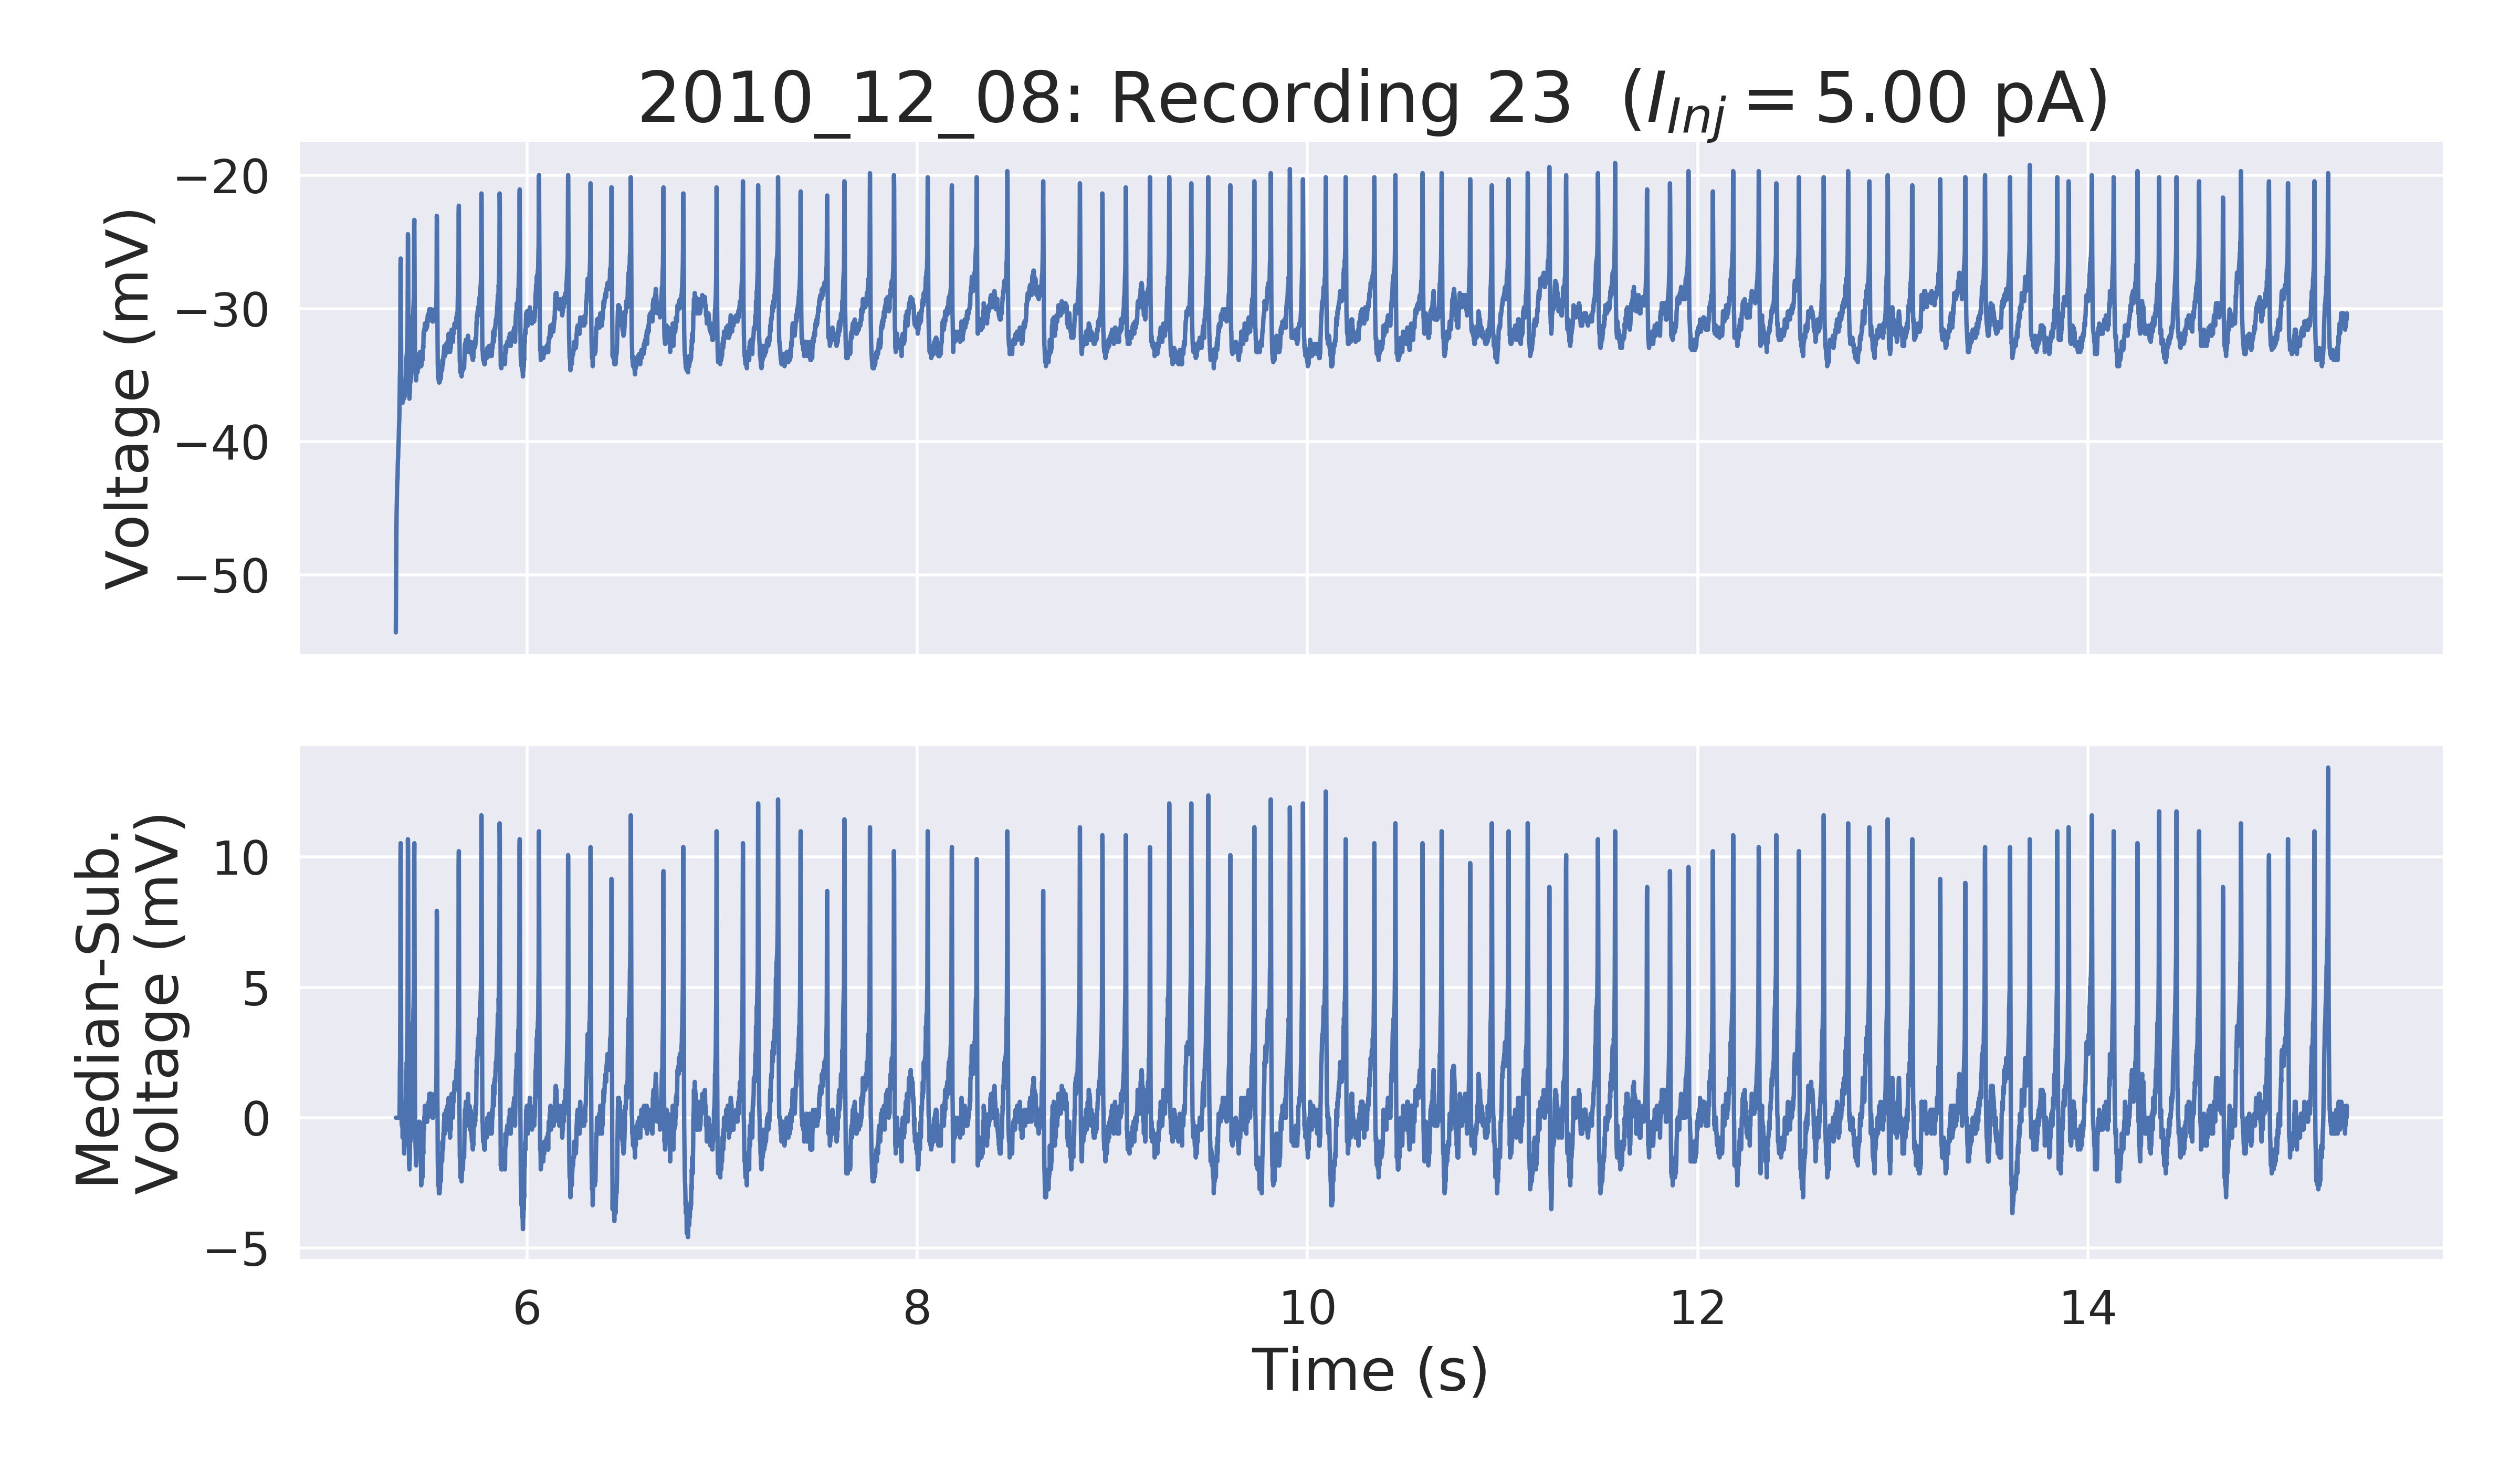 2010_12_08: Recording 23 (I_Inj = 5.00 pA)
−20
−30
−40
−50
Voltage (mV)
10
5
0
−5
Median-Sub.
Voltage (mV)
6 8 10 12 14
Time (s)